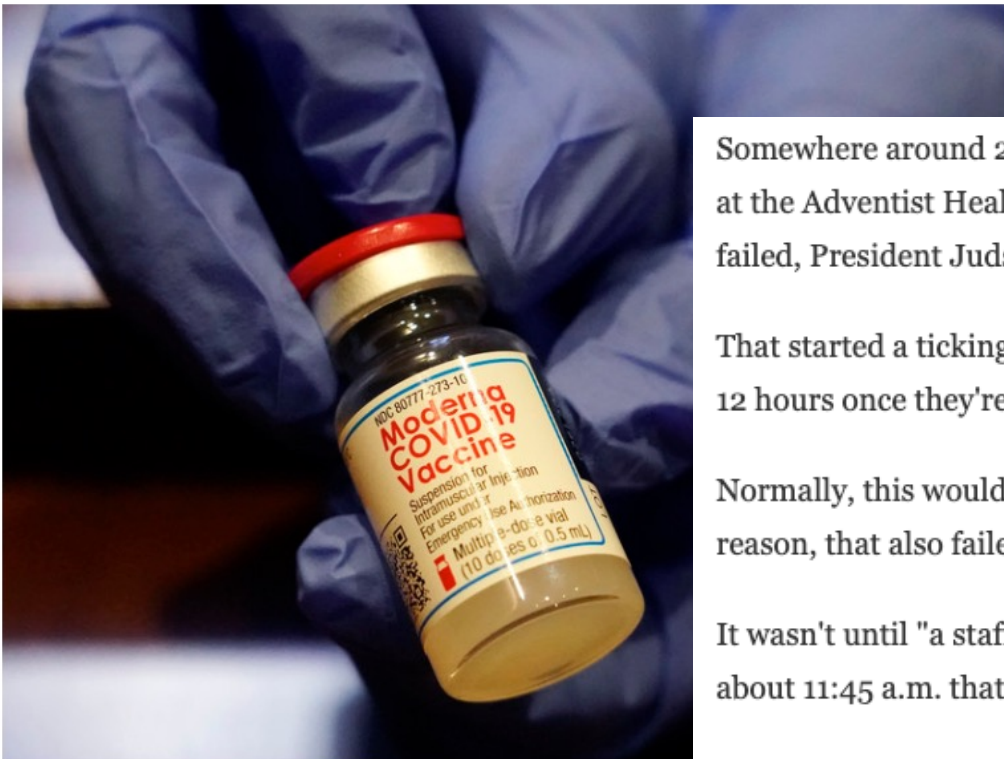 NDC 80777-273-10
Moderna
COVID-19
Vaccine
Suspension for
Intramuscular Injection
For use under
Emergency Use Authorization
Multiple-dose vial
(10 doses of 0.5 mL)
Somewhere around 2
at the Adventist Heal
failed, President Juds
That started a ticking
12 hours once they're
Normally, this would
reason, that also faile
It wasn't until "a staf
about 11:45 a.m. that